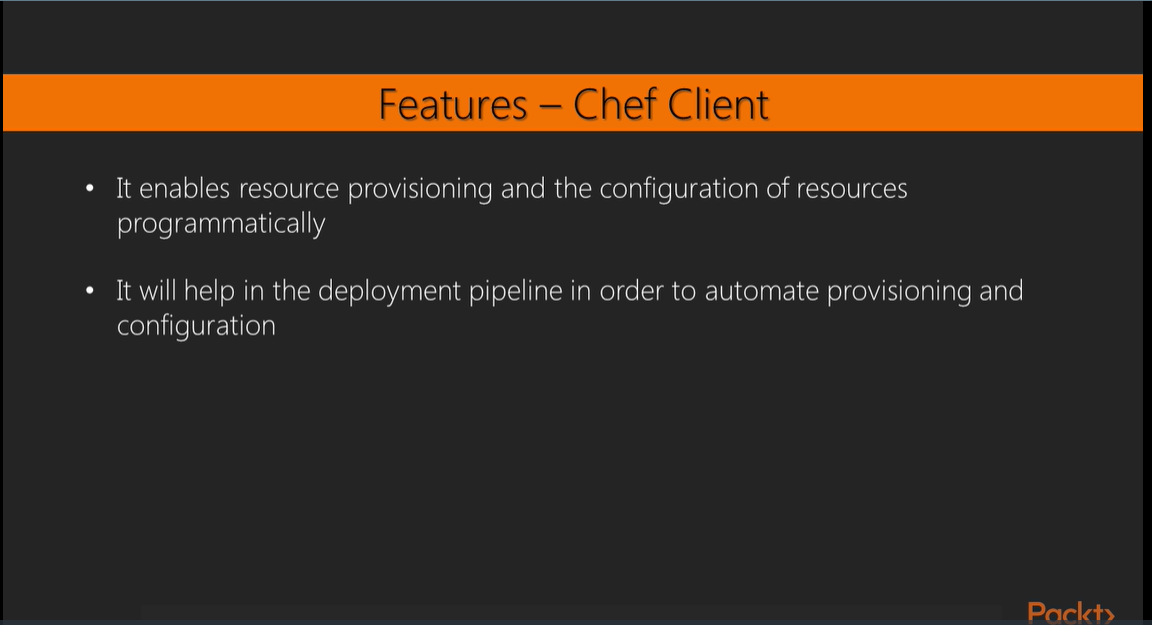 Features – Chef Client
• It enables resource provisioning and the configuration of resources
programmatically
• It will help in the deployment pipeline in order to automate provisioning and
configuration
Packt>